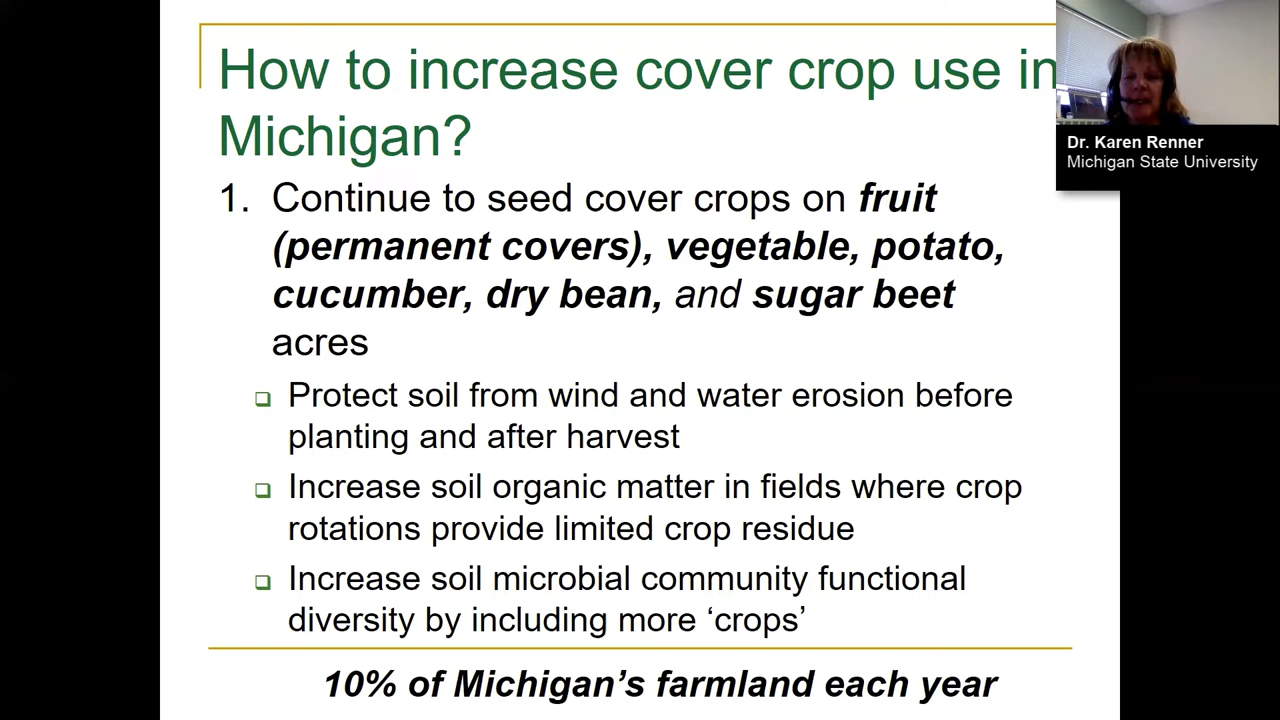 How to increase cover crop use in
Michigan?
1. Continue to seed cover crops on fruit
(permanent covers), vegetable, potato,
cucumber, dry bean, and sugar beet
acres
Protect soil from wind and water erosion before
planting and after harvest
Increase soil organic matter in fields where crop
rotations provide limited crop residue
Increase soil microbial community functional
diversity by including more ‘crops’
10% of Michigan’s farmland each year
Dr. Karen Renner
Michigan State University